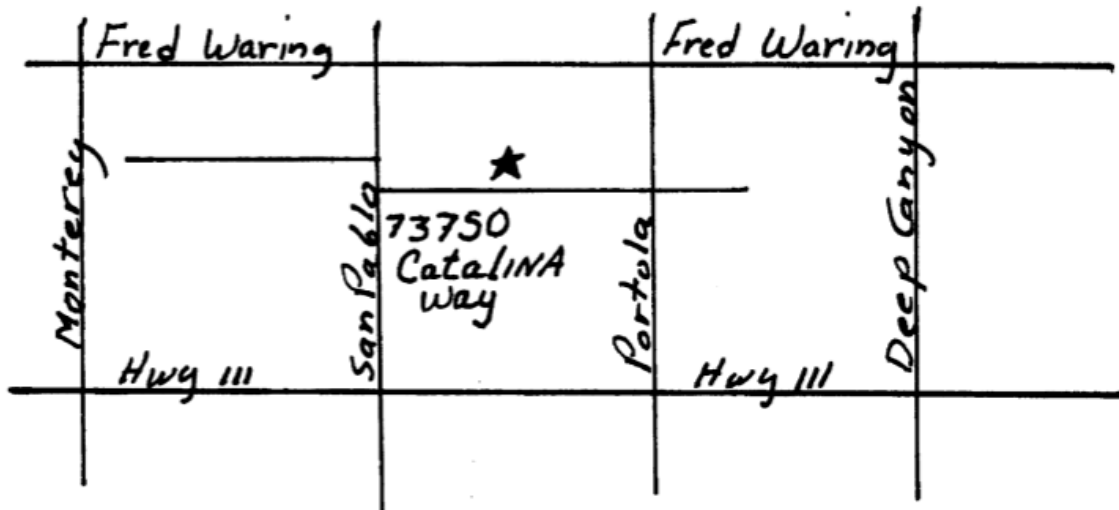 Fred Waring
Fred Waring
Monterey
San Pablo
73750
Catalina
way
Portola
Deep Canyon
Hwy 111
Hwy 111